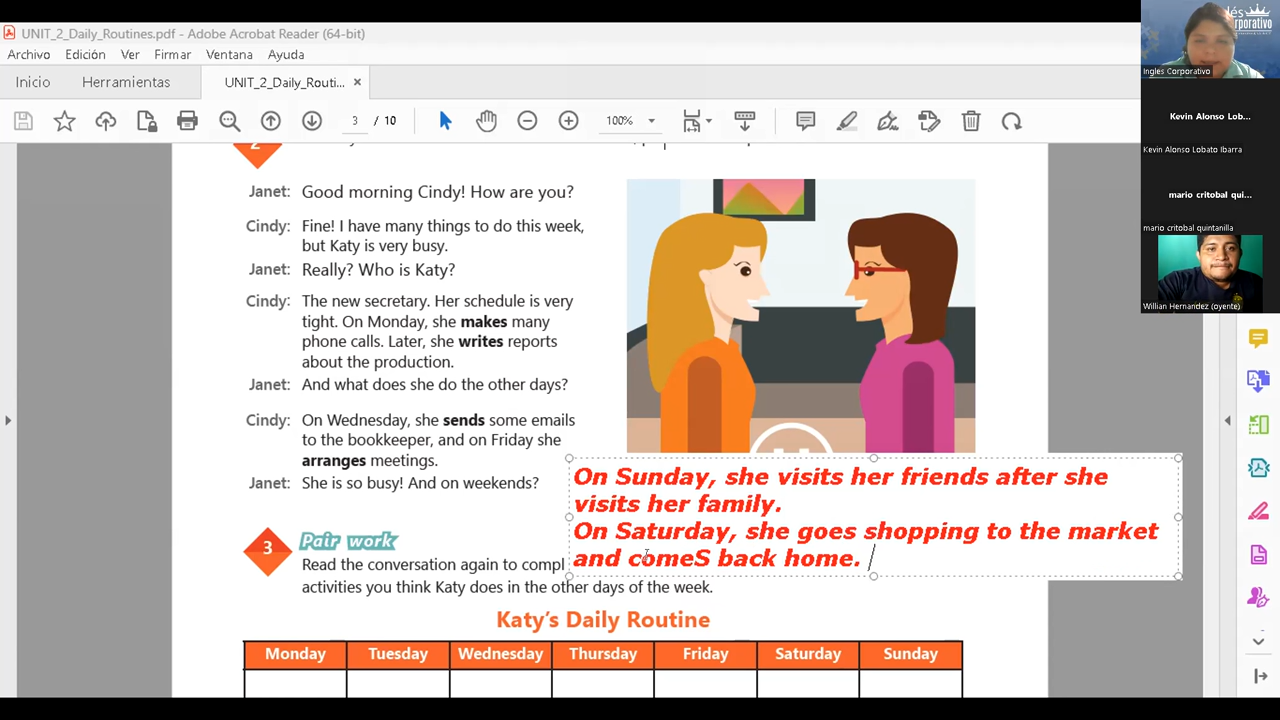 UNIT_2_Daily_Routines.pdf - Adobe Acrobat Reader (64-bit)
Archivo Edición Ver Firmar Ventana Ayuda
Inicio Herramientas UNIT_2_Daily_Routi... ×
3 / 10 100%
2
Janet: Good morning Cindy! How are you?
Cindy: Fine! I have many things to do this week,
but Katy is very busy.
Janet: Really? Who is Katy?
Cindy: The new secretary. Her schedule is very
tight. On Monday, she makes many
phone calls. Later, she writes reports
about the production.
Janet: And what does she do the other days?
Cindy: On Wednesday, she sends some emails
to the bookkeeper, and on Friday she
arranges meetings.
Janet: She is so busy! And on weekends?
On Sunday, she visits her friends after she
visits her family.
On Saturday, she goes shopping to the market
and comeS back home.
3 Pair work
Read the conversation again to compl
activities you think Katy does in the other days of the week.
Katy's Daily Routine
Monday Tuesday Wednesday Thursday Friday Saturday Sunday
lés
orporativo
Ingles Corporativo
Kevin Alonso Lob...
Kevin Alonso Lobato Ibarra
mario critobal qui...
mario critobal quintanilla
Willian Hernandez (oyente)